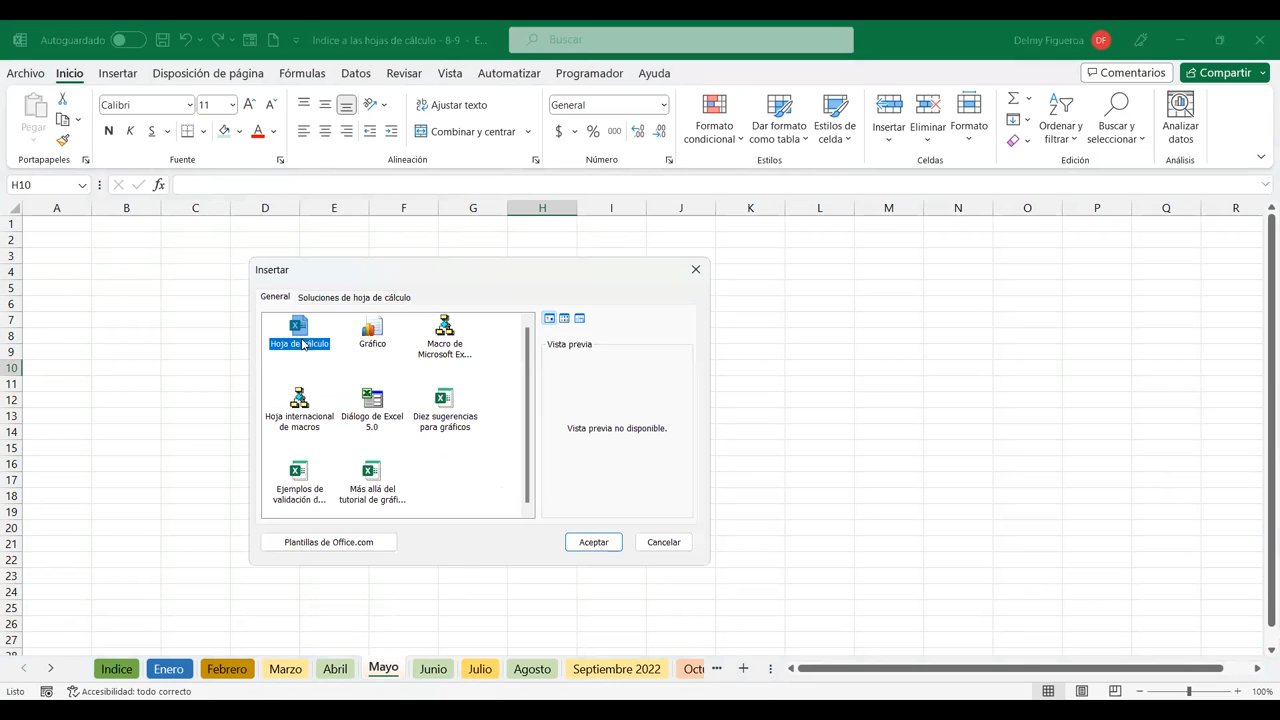 Autoguardado
Indice a las hojas de cálculo - 8-9 - E...
Buscar
Delmy Figueroa
DF
Archivo Inicio Insertar Disposición de página Fórmulas Datos Revisar Vista Automatizar Programador Ayuda
Comentarios
Compartir
Pegar
Portapapeles
Calibri
11
N K S
Fuente
Ajustar texto
Combinar y centrar
Alineación
General
$ % 000
Número
Formato
condicional
Dar formato
como tabla
Estilos de
celda
Estilos
Insertar
Eliminar
Formato
Celdas
Ordenar y
filtrar
Buscar y
seleccionar
Edición
Analizar
datos
Análisis
H10
fx
A B C D E F G H I J K L M N O P Q R
1
2
3
4
5
6
7
8
9
10
11
12
13
14
15
16
17
18
19
20
21
22
23
24
25
26
27
28
Insertar
General
Soluciones de hoja de cálculo
Hoja de cálculo
Gráfico
Macro de
Microsoft Ex...
Hoja internacional
de macros
Diálogo de Excel
5.0
Diez sugerencias
para gráficos
Ejemplos de
validación d...
Más allá del
tutorial de gráfi...
Vista previa
Vista previa no disponible.
Plantillas de Office.com
Aceptar
Cancelar
Indice Enero Febrero Marzo Abril Mayo Junio Julio Agosto Septiembre 2022 Octu
Listo
Accesibilidad: todo correcto
100%